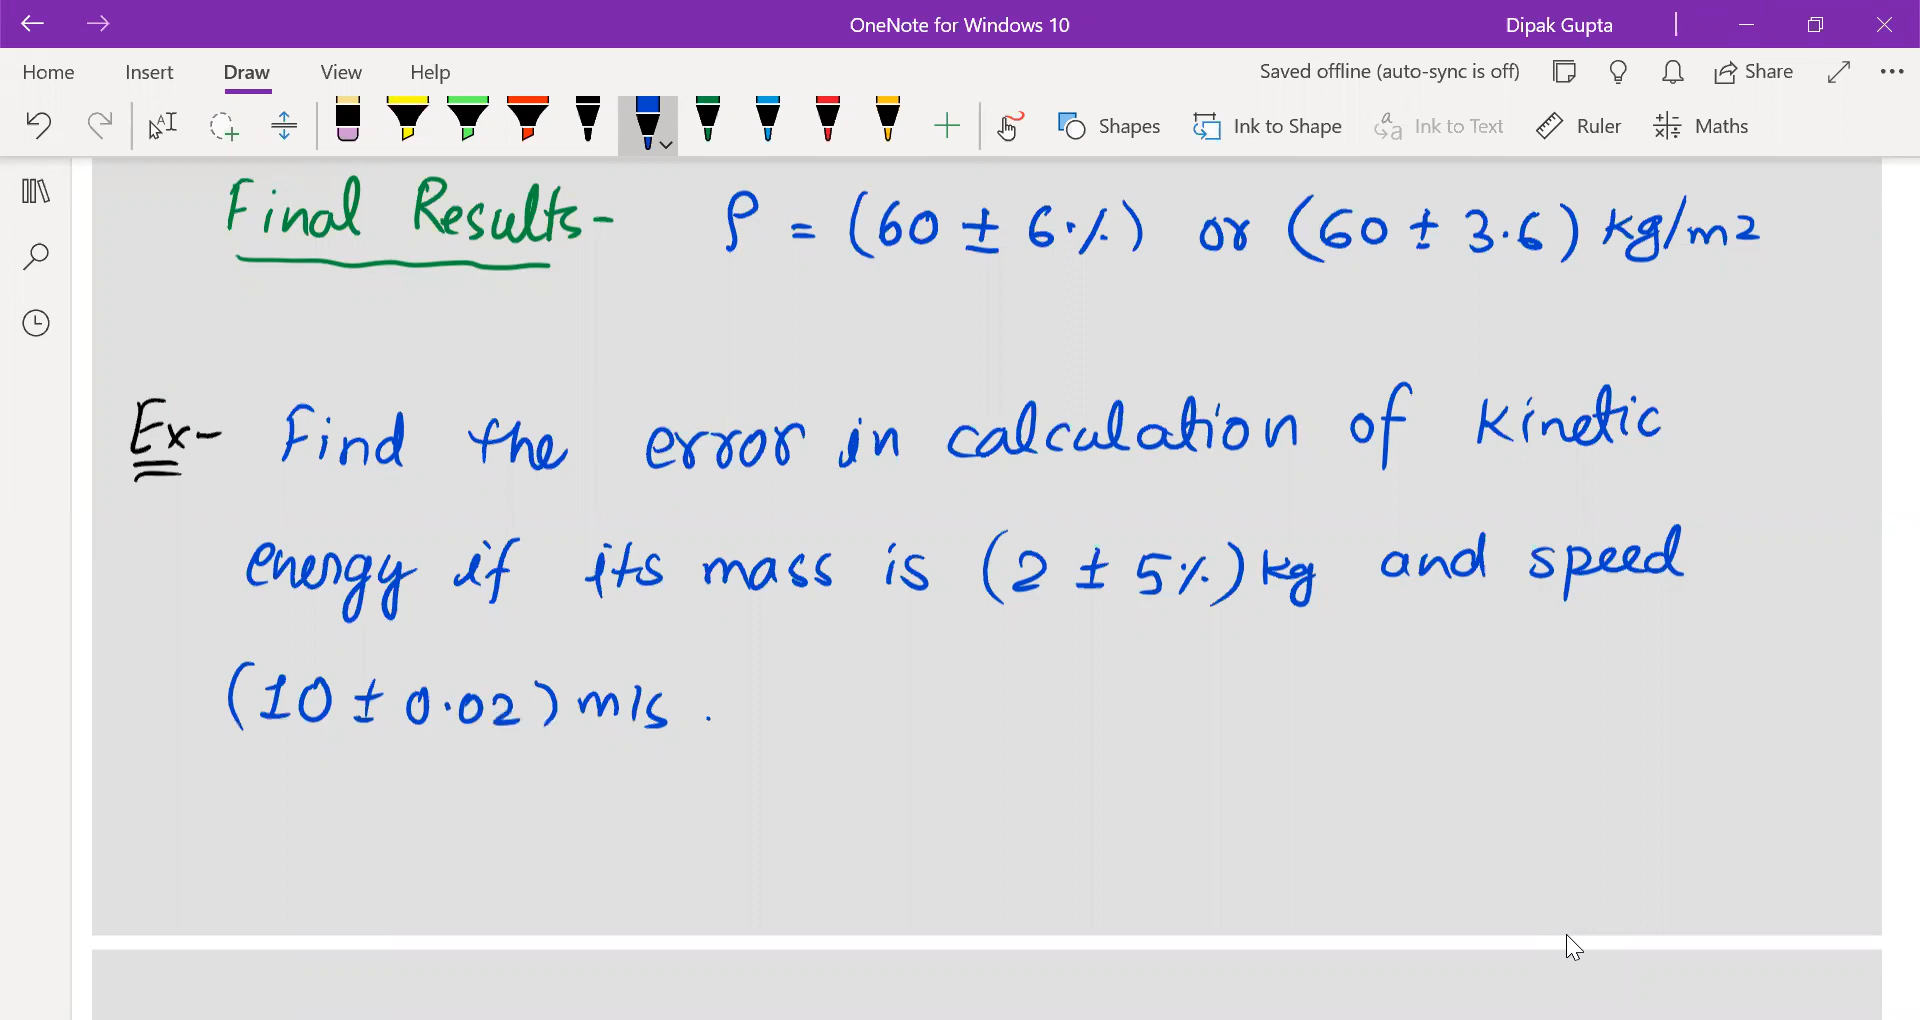 OneNote for Windows 10
Dipak Gupta
Home Insert Draw View Help
Saved offline (auto-sync is off)
Share
Shapes
Ink to Shape
Ink to Text
Ruler
Maths
Final Results- ρ = (60 ± 6%) or (60 ± 3.6) kg/m2
Ex- Find the error in calculation of Kinetic
energy if its mass is (2 ± 5%) kg and speed
(10 ± 0.02) m/s .